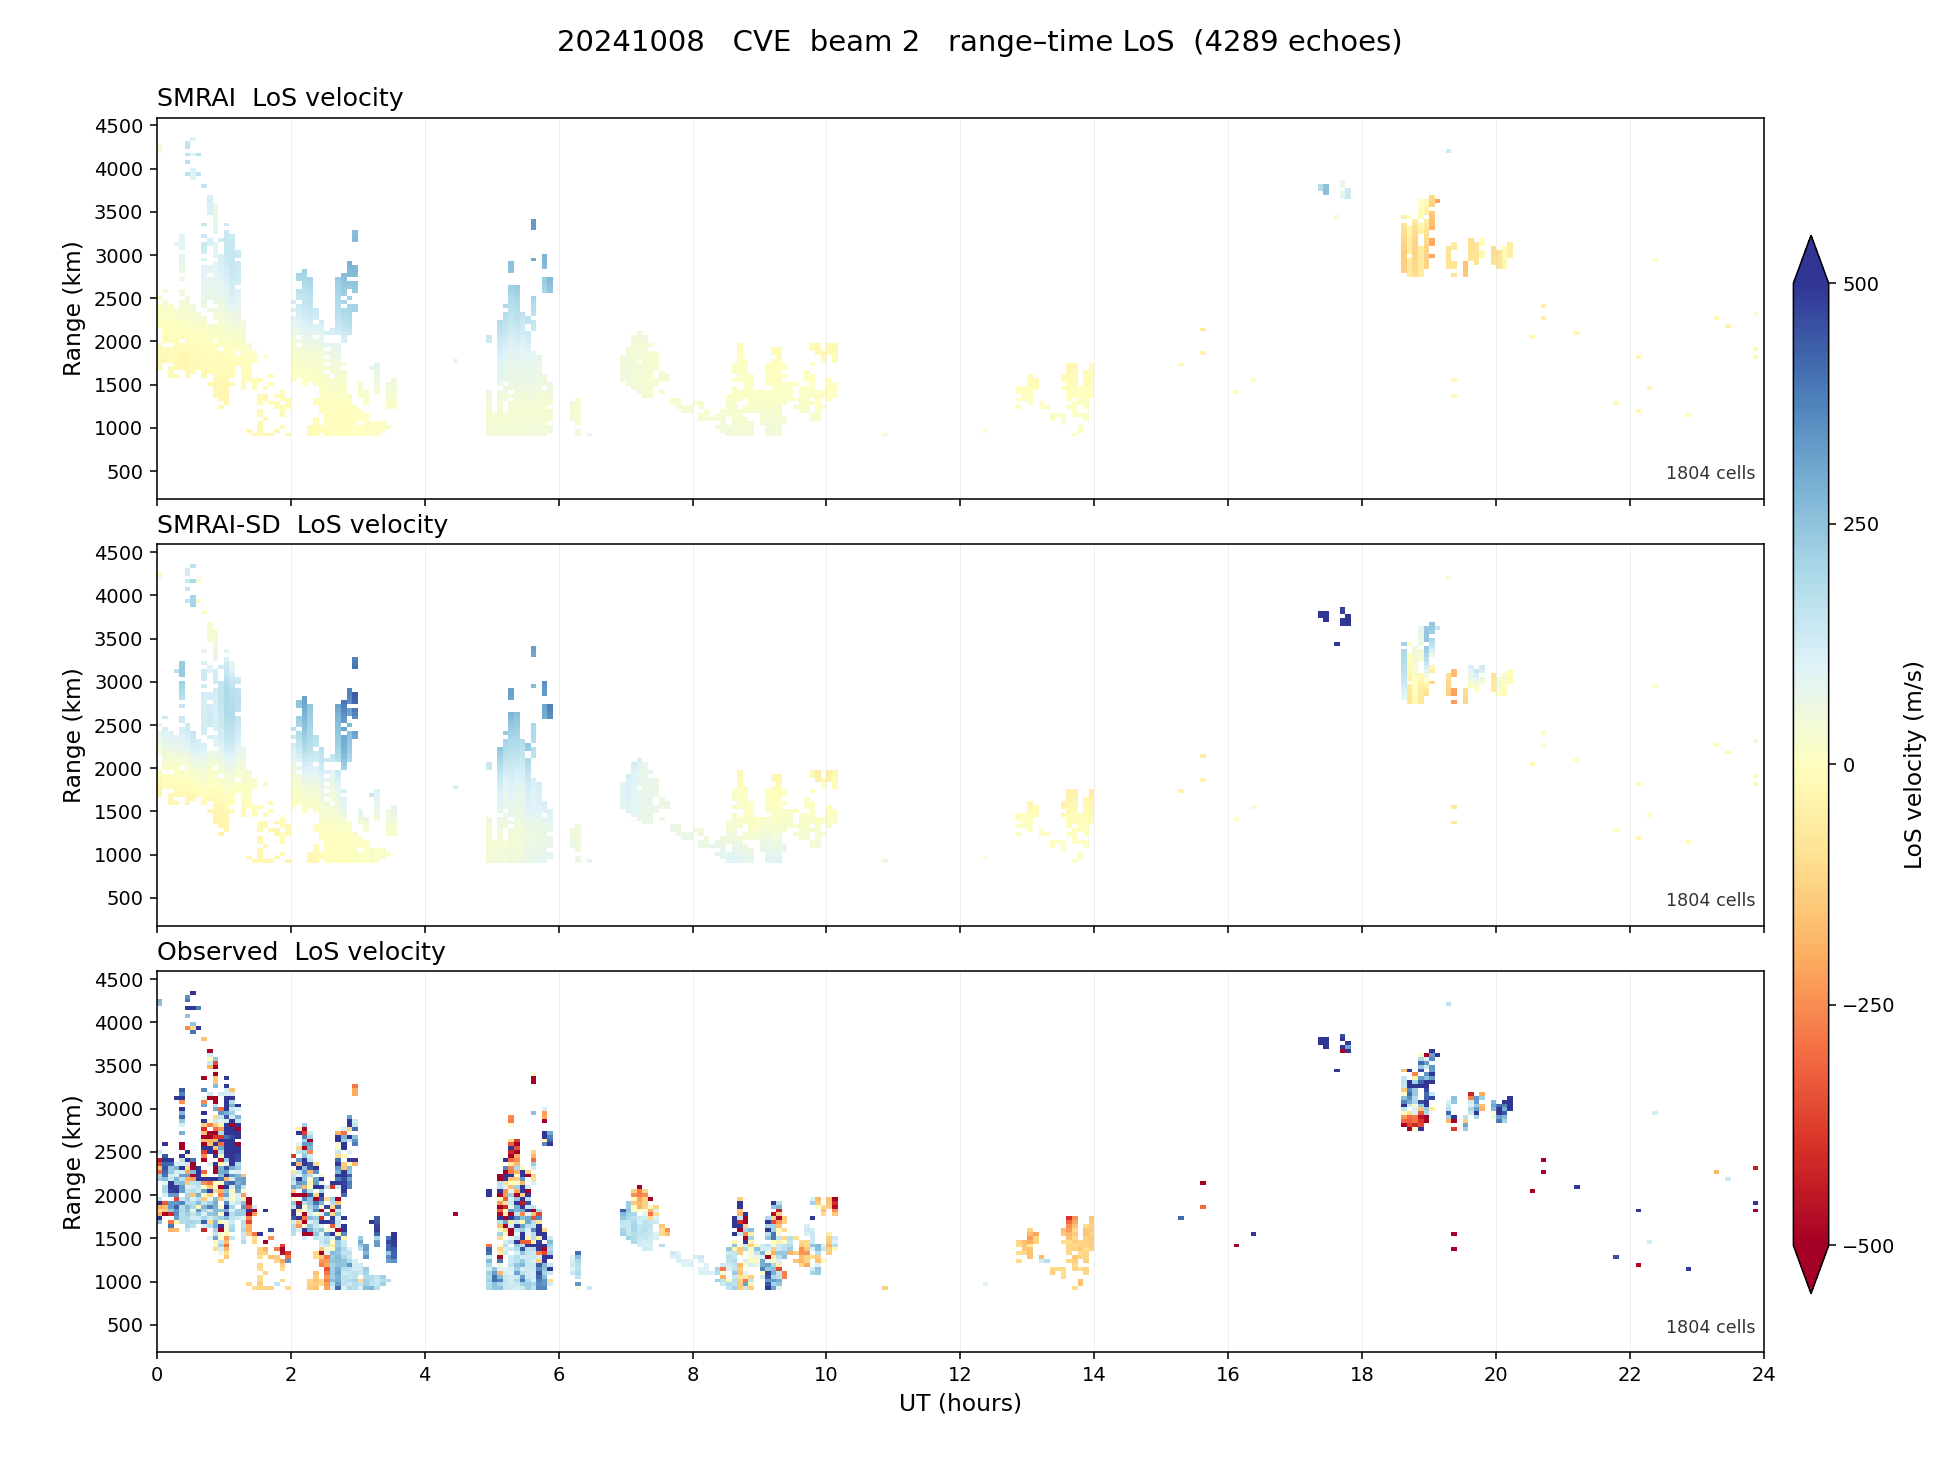 20241008   CVE  beam 2   range–time LoS  (4289 echoes)
SMRAI  LoS velocity
4500
4000
3500
3000
2500
2000
1500
1000
500
Range (km)
1804 cells
SMRAI-SD  LoS velocity
4500
4000
3500
3000
2500
2000
1500
1000
500
Range (km)
1804 cells
Observed  LoS velocity
4500
4000
3500
3000
2500
2000
1500
1000
500
Range (km)
1804 cells
0 2 4 6 8 10 12 14 16 18 20 22 24
UT (hours)
500
250
0
−250
−500
LoS velocity (m/s)